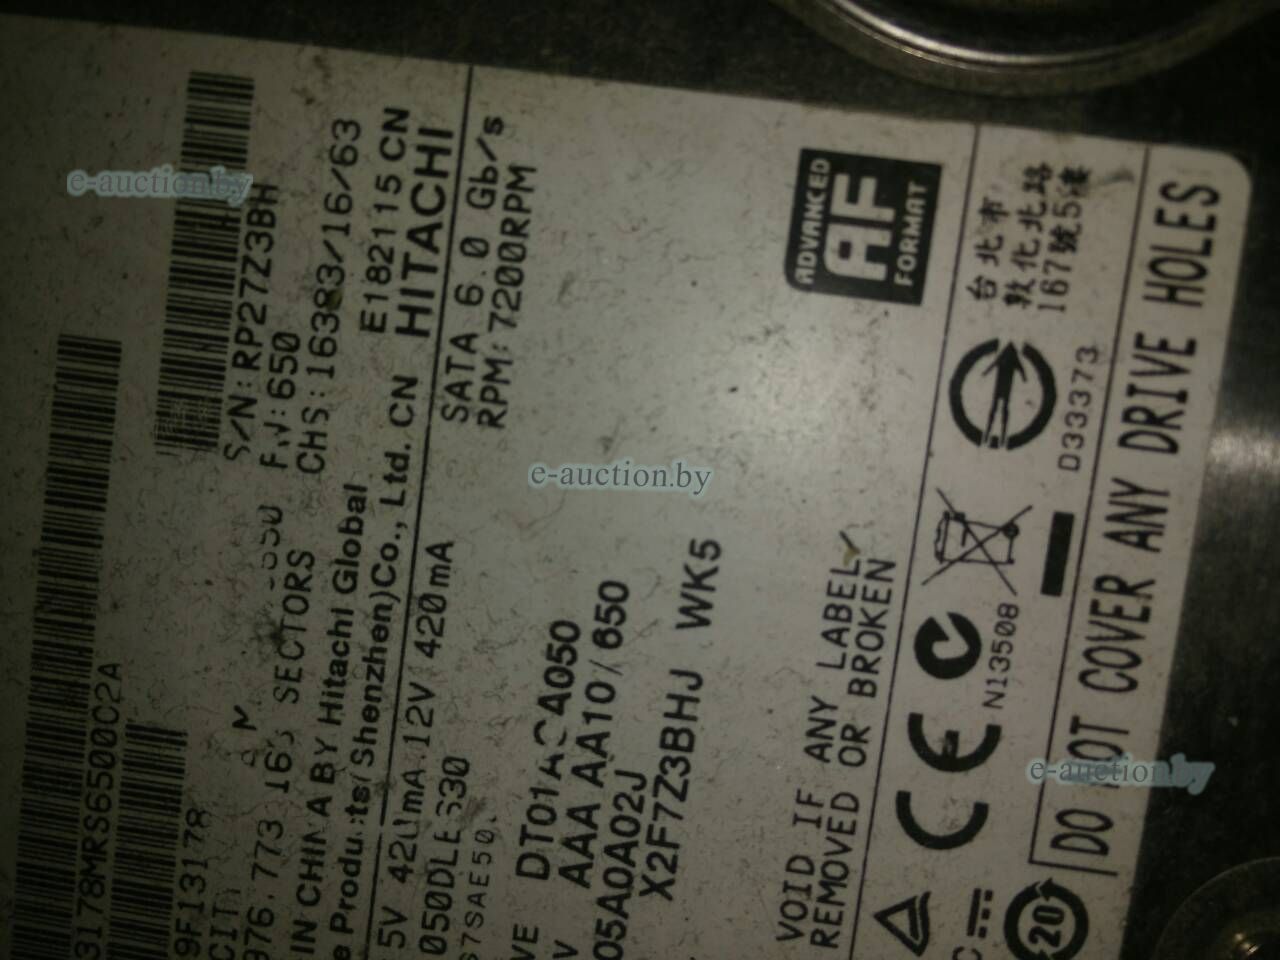 3178MRS6500C2A
9F13178
S/N:RP27Z3BH
F/W:650
CHS:16383/16/63
976.773.168 SECTORS
IN CHINA BY Hitachi Global
(Shenzhen)Co., Ltd. CN
E182115 CN
HITACHI
5V 420mA.12V 420mA
SATA 6.0 Gb/s
RPM:7200RPM
DT01ACA050
AAA AA10/650
05A0A02J
X2F7Z3BHJ WK5
VOID IF ANY LABEL
REMOVED OR BROKEN
ADVANCED
AF
FORMAT
台北市
敦化北路
167號5樓
D33373
N13508
20
DO NOT COVER ANY DRIVE HOLES
e-auction.by
e-auction.by
e-auction.by